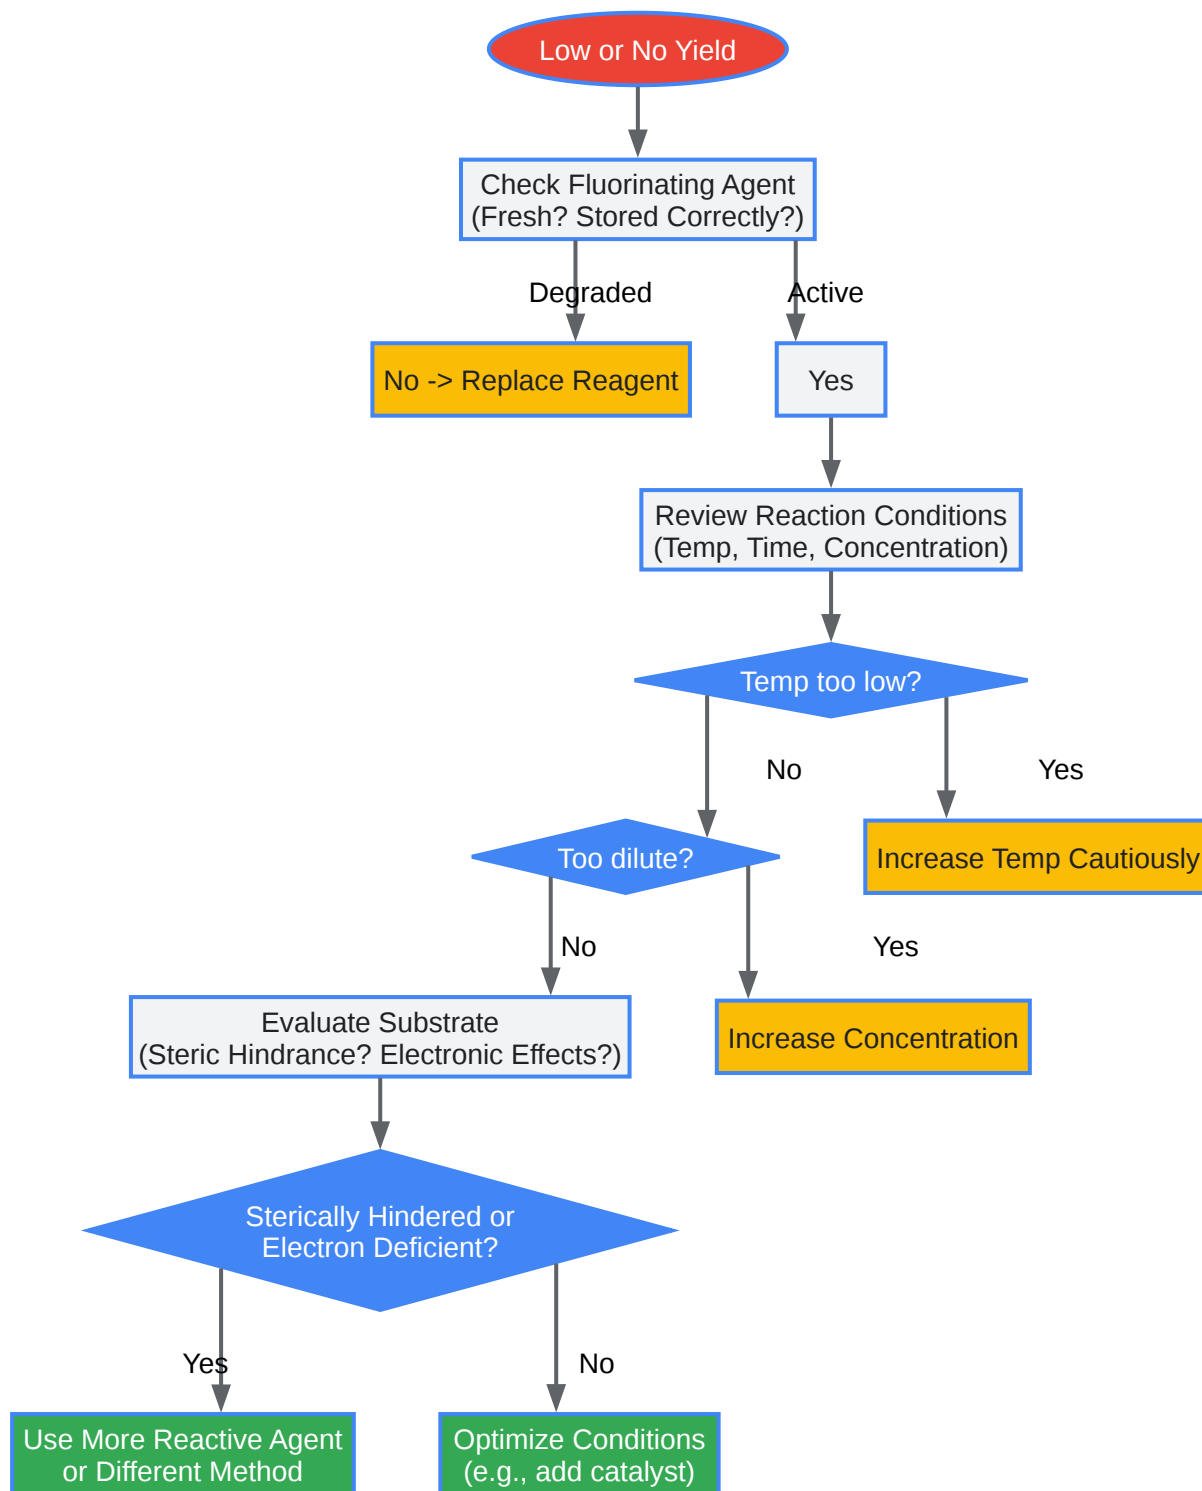 Low or No Yield
Check Fluorinating Agent
(Fresh? Stored Correctly?)
Degraded
Active
No -> Replace Reagent
Yes
Review Reaction Conditions
(Temp, Time, Concentration)
Temp too low?
No
Yes
Too dilute?
Increase Temp Cautiously
No
Yes
Evaluate Substrate
(Steric Hindrance? Electronic Effects?)
Increase Concentration
Sterically Hindered or
Electron Deficient?
Yes
No
Use More Reactive Agent
or Different Method
Optimize Conditions
(e.g., add catalyst)